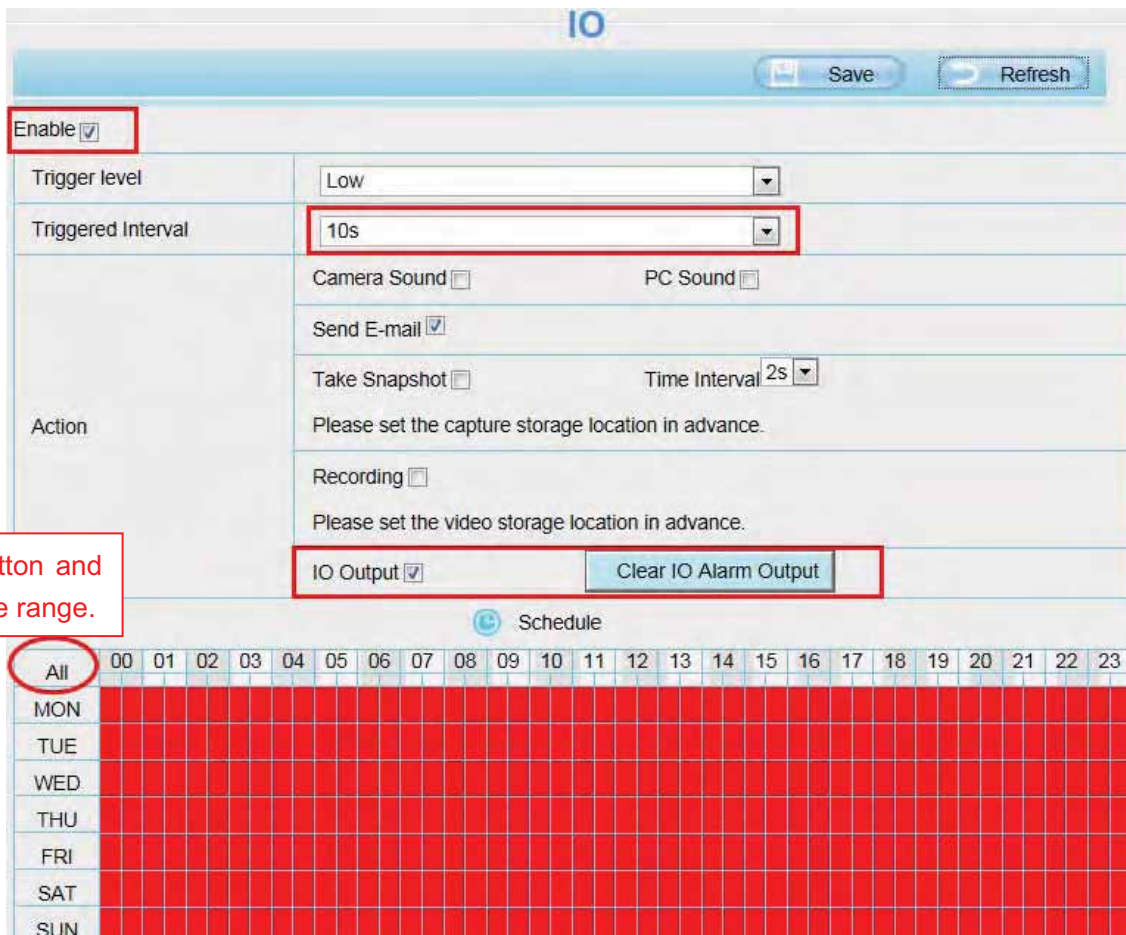 IO
Save Refresh
Enable
Trigger level Low
Triggered Interval 10s
Camera Sound PC Sound
Send E-mail
Take Snapshot Time Interval 2s
Action Please set the capture storage location in advance.
Recording
Please set the video storage location in advance.
and
range.
IO Output Clear IO Alarm Output
Schedule
All 00 01 02 03 04 05 06 07 08 09 10 11 12 13 14 15 16 17 18 19 20 21 22 23
MON
TUE
WED
THU
FRI
SAT
SUN